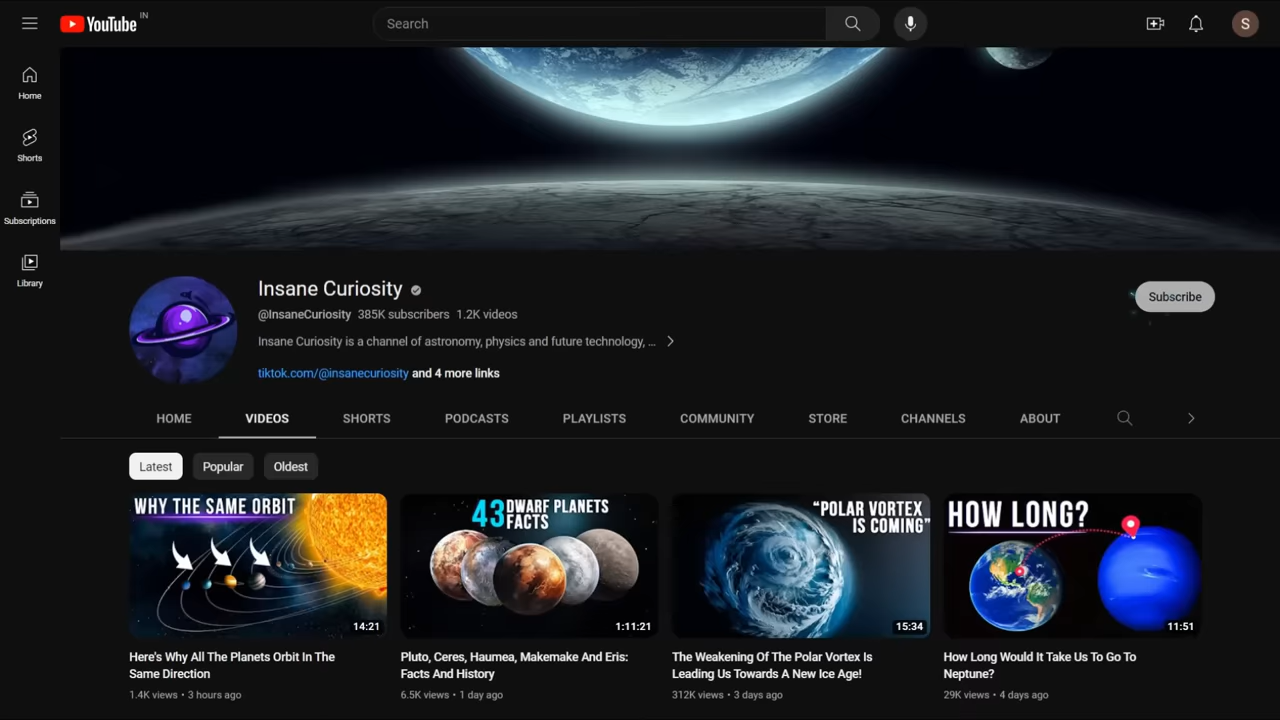 YouTube IN
Search
S
Home
Shorts
Subscriptions
Library
Insane Curiosity
@InsaneCuriosity 385K subscribers 1.2K videos
Insane Curiosity is a channel of astronomy, physics and future technology, ...
tiktok.com/@insanecuriosity and 4 more links
Subscribe
HOME VIDEOS SHORTS PODCASTS PLAYLISTS COMMUNITY STORE CHANNELS ABOUT
Latest Popular Oldest
WHY THE SAME ORBIT
14:21
Here's Why All The Planets Orbit In The
Same Direction
1.4K views • 3 hours ago
43 DWARF PLANETS
FACTS
1:11:21
Pluto, Ceres, Haumea, Makemake And Eris:
Facts And History
6.5K views • 1 day ago
“POLAR VORTEX
IS COMING”
15:34
The Weakening Of The Polar Vortex Is
Leading Us Towards A New Ice Age!
312K views • 3 days ago
HOW LONG?
11:51
How Long Would It Take Us To Go To
Neptune?
29K views • 4 days ago